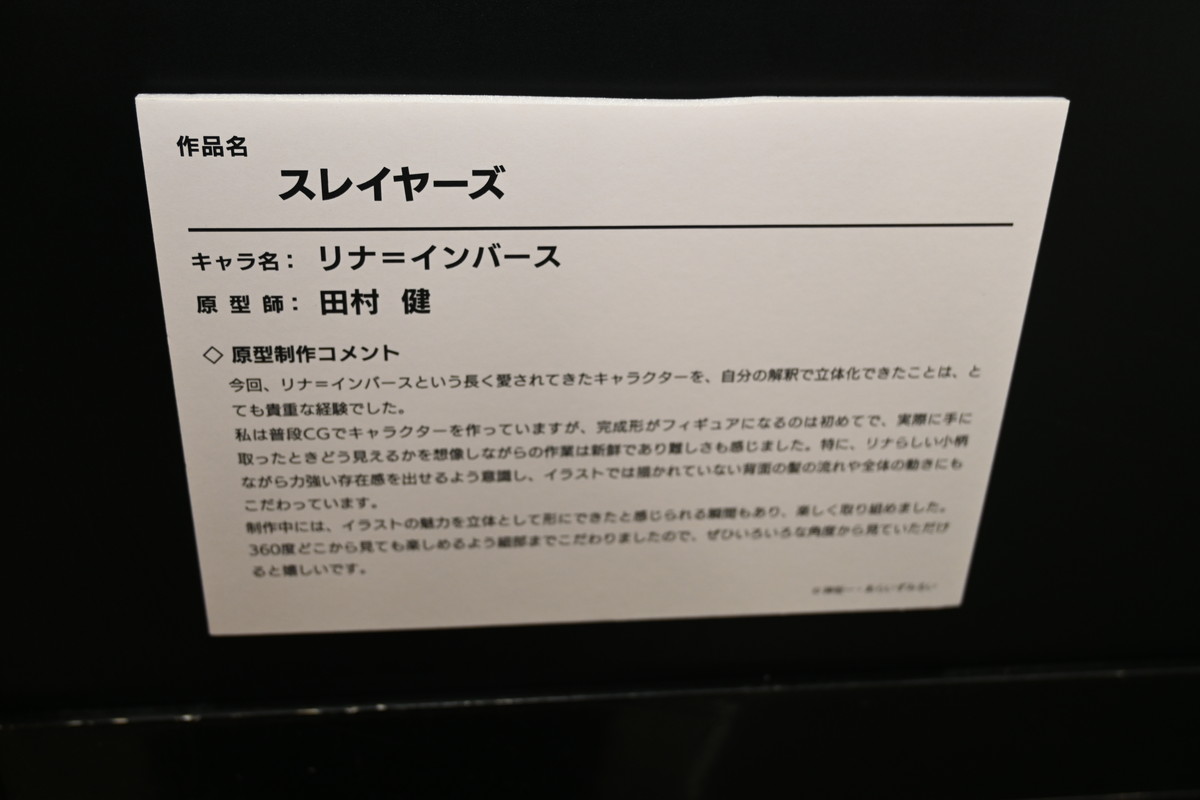 作品名
スレイヤーズ
キャラ名： リナ＝インバース
原型師： 田村 健
◇ 原型制作コメント
今回、リナ＝インバースという長く愛されてきたキャラクターを、自分の解釈で立体化できたことは、と
ても貴重な経験でした。
私は普段CGでキャラクターを作っていますが、完成形がフィギュアになるのは初めてで、実際に手に
取ったときどう見えるかを想像しながらの作業は新鮮であり難しさも感じました。特に、リナらしい小柄
ながら力強い存在感を出せるよう意識し、イラストでは描かれていない背面の髪の流れや全体の動きにも
こだわっています。
制作中には、イラストの魅力を立体として形にできたと感じられる瞬間もあり、楽しく取り組めました。
360度どこから見ても楽しめるよう細部までこだわりましたので、ぜひいろいろな角度から見ていただけ
ると嬉しいです。
あらいずみるい